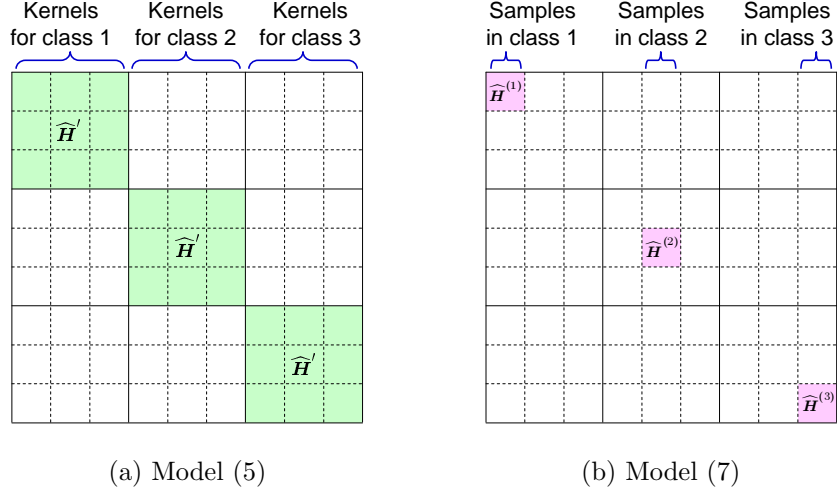 Kernels for class 1
Kernels for class 2
Kernels for class 3
Ĥ′
Ĥ′
Ĥ′
(a) Model (5)
Samples in class 1
Samples in class 2
Samples in class 3
Ĥ(1)
Ĥ(2)
Ĥ(3)
(b) Model (7)